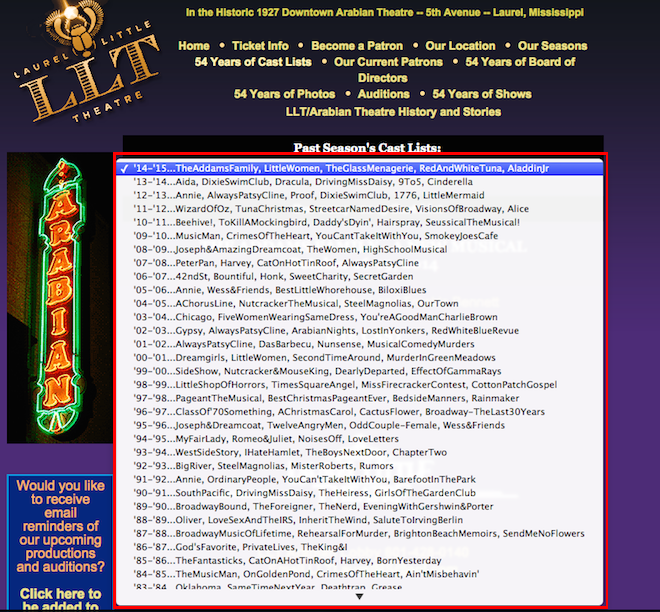 In the Historic 1927 Downtown Arabian Theatre -- 5th Avenue -- Laurel, Mississippi
LAUREL LITTLE
LLT
THEATRE
Home • Ticket Info • Become a Patron • Our Location • Our Seasons
54 Years of Cast Lists • Our Current Patrons • 54 Years of Board of
Directors
54 Years of Photos • Auditions • 54 Years of Shows
LLT/Arabian Theatre History and Stories
Past Season's Cast Lists:
ARABIAN
✓ '14-'15...TheAddamsFamily, LittleWomen, TheGlassMenagerie, RedAndWhiteTuna, AladdinJr
'13-'14...Aida, DixieSwimClub, Dracula, DrivingMissDaisy, 9To5, Cinderella
'12-'13...Annie, AlwaysPatsyCline, Proof, DixieSwimClub, 1776, LittleMermaid
'11-'12...WizardOfOz, TunaChristmas, StreetcarNamedDesire, VisionsOfBroadway, Alice
'10-'11...Beehive!, ToKillAMockingbird, Daddy'sDyin', Hairspray, SeussicalTheMusical!
'09-'10...MusicMan, CrimesOfTheHeart, YouCantTakeItWithYou, SmokeyJoesCafe
'08-'09...Joseph&AmazingDreamcoat, TheWomen, HighSchoolMusical
'07-'08...PeterPan, Harvey, CatOnHotTinRoof, AlwaysPatsyCline
'06-'07...42ndSt, Bountiful, Honk, SweetCharity, SecretGarden
'05-'06...Annie, Wess&Friends, BestLittleWhorehouse, BiloxiBlues
'04-'05...AChorusLine, NutcrackerTheMusical, SteelMagnolias, OurTown
'03-'04...Chicago, FiveWomenWearingSameDress, You'reAGoodManCharlieBrown
'02-'03...Gypsy, AlwaysPatsyCline, ArabianNights, LostInYonkers, RedWhiteBlueRevue
'01-'02...AlwaysPatsyCline, DasBarbecu, Nunsense, MusicalComedyMurders
'00-'01...Dreamgirls, LittleWomen, SecondTimeAround, MurderInGreenMeadows
'99-'00...SideShow, Nutcracker&MouseKing, DearlyDeparted, EffectOfGammaRays
'98-'99...LittleShopOfHorrors, TimesSquareAngel, MissFirecrackerContest, CottonPatchGospel
'97-'98...PageantTheMusical, BestChristmasPageantEver, BedsideManners, Rainmaker
'96-'97...ClassOf'70Something, AChristmasCarol, CactusFlower, Broadway-TheLast30Years
'95-'96...Joseph&Dreamcoat, TwelveAngryMen, OddCouple-Female, Wess&Friends
'94-'95...MyFairLady, Romeo&Juliet, NoisesOff, LoveLetters
'93-'94...WestSideStory, IHateHamlet, TheBoysNextDoor, ChapterTwo
'92-'93...BigRiver, SteelMagnolias, MisterRoberts, Rumors
'91-'92...Annie, OrdinaryPeople, YouCan'tTakeItWithYou, BarefootInThePark
'90-'91...SouthPacific, DrivingMissDaisy, TheHeiress, GirlsOfTheGardenClub
'89-'90...BroadwayBound, TheForeigner, TheNerd, EveningWithGershwin&Porter
'88-'89...Oliver, LoveSexAndTheIRS, InheritTheWind, SaluteToIrvingBerlin
'87-'88...BroadwayMusicOfLifetime, RehearsalForMurder, BrightonBeachMemoirs, SendMeNoFlowers
'86-'87...God'sFavorite, PrivateLives, TheKing&I
'85-'86...TheFantasticks, CatOnAHotTinRoof, Harvey, BornYesterday
'84-'85...TheMusicMan, OnGoldenPond, CrimesOfTheHeart, Ain'tMisbehavin'
'83-'84...Oklahoma, SameTimeNextYear, Deathtrap, Grease
Would you like
to receive
email
reminders of
our upcoming
productions
and auditions?
Click here to
be added to